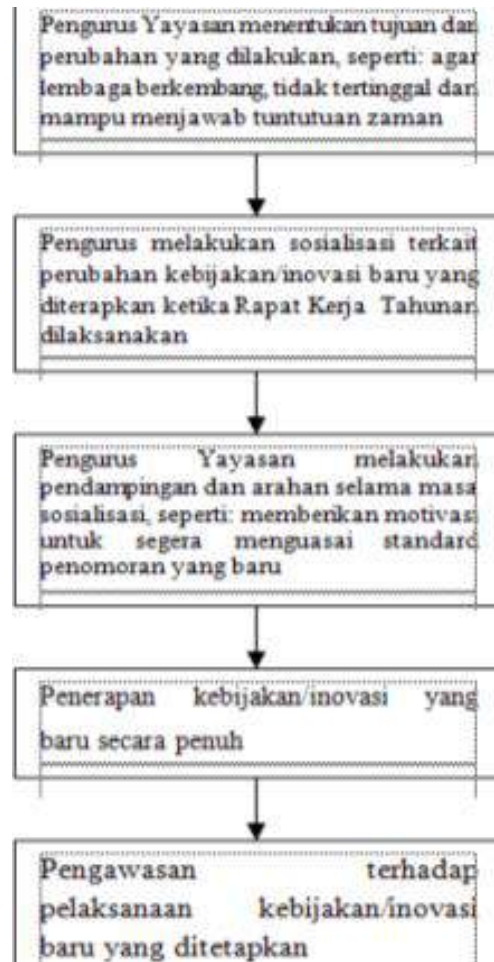 Pengurus Yayasan menentukan tujuan dan
perubahan yang dilakukan, seperti: agar
lembaga berkembang, tidak tertinggal dan
mampu menjawab tuntutuan zaman
Pengurus melakukan sosialisasi terkait
perubahan kebijakan/inovasi baru yang
diterapkan ketika Rapat Kerja Tahunan
dilaksanakan
Pengurus Yayasan melakukan
pendampingan dan arahan selama masa
sosialisasi, seperti: memberikan motivasi
untuk segera menguasai standard
penomoran yang baru
Penerapan kebijakan/inovasi yang
baru secara penuh
Pengawasan terhadap
pelaksanaan kebijakan/inovasi
baru yang ditetapkan